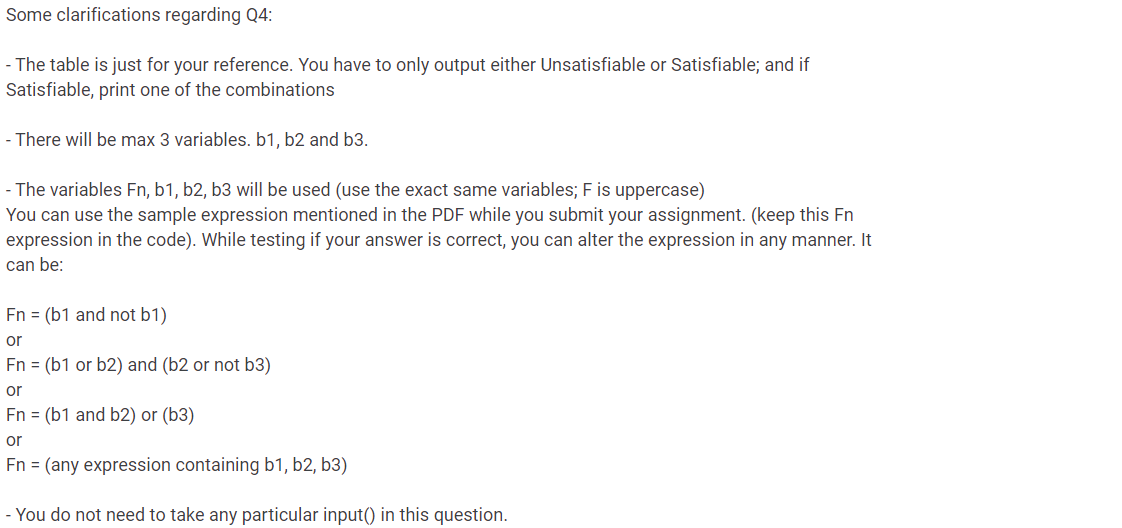 Some clarifications regarding Q4:
- The table is just for your reference. You have to only output either Unsatisfiable or Satisfiable; and if
Satisfiable, print one of the combinations
- There will be max 3 variables. b1, b2 and b3.
- The variables Fn, b1, b2, b3 will be used (use the exact same variables; F is uppercase)
You can use the sample expression mentioned in the PDF while you submit your assignment. (keep this Fn
expression in the code). While testing if your answer is correct, you can alter the expression in any manner. It
can be:
Fn = (b1 and not b1)
or
Fn = (b1 or b2) and (b2 or not b3)
or
Fn = (b1 and b2) or (b3)
or
Fn = (any expression containing b1, b2, b3)
- You do not need to take any particular input() in this question.